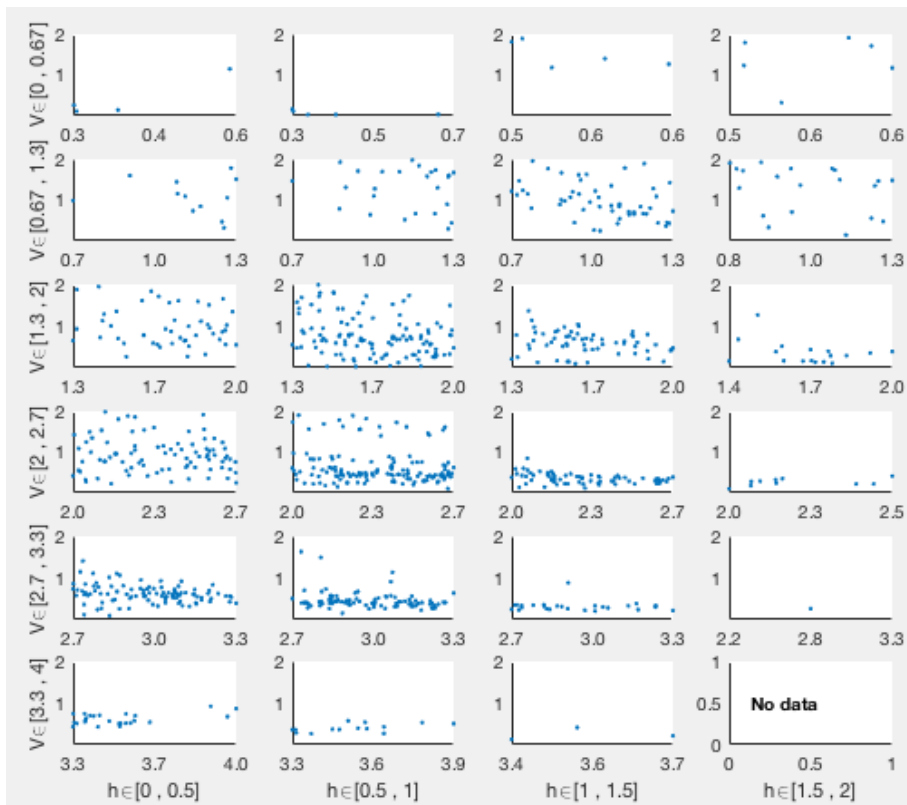 V∈[0 , 0.67]
2 2 2 2
1 1 1 1
0.3 0.4 0.6 0.3 0.5 0.7 0.5 0.6 0.6 0.5 0.6 0.6
V∈[0.67 , 1.3]
2 2 2 2
1 1 1 1
0.7 1.0 1.3 0.7 1.0 1.3 0.7 1.0 1.3 0.8 1.0 1.3
V∈[1.3 , 2]
2 2 2 2
1 1 1 1
1.3 1.7 2.0 1.3 1.7 2.0 1.3 1.7 2.0 1.4 1.7 2.0
V∈[2 , 2.7]
2 2 2 2
1 1 1 1
2.0 2.3 2.7 2.0 2.3 2.7 2.0 2.3 2.7 2.0 2.3 2.5
V∈[2.7 , 3.3]
2 2 2 2
1 1 1 1
2.7 3.0 3.3 2.7 3.0 3.3 2.7 3.0 3.3 2.2 2.8 3.3
V∈[3.3 , 4]
2 2 2 1
1 1 1 0.5 No data
0
3.3 3.7 4.0 3.3 3.6 3.9 3.4 3.6 3.7 0 0.5 1
h∈[0 , 0.5] h∈[0.5 , 1] h∈[1 , 1.5] h∈[1.5 , 2]